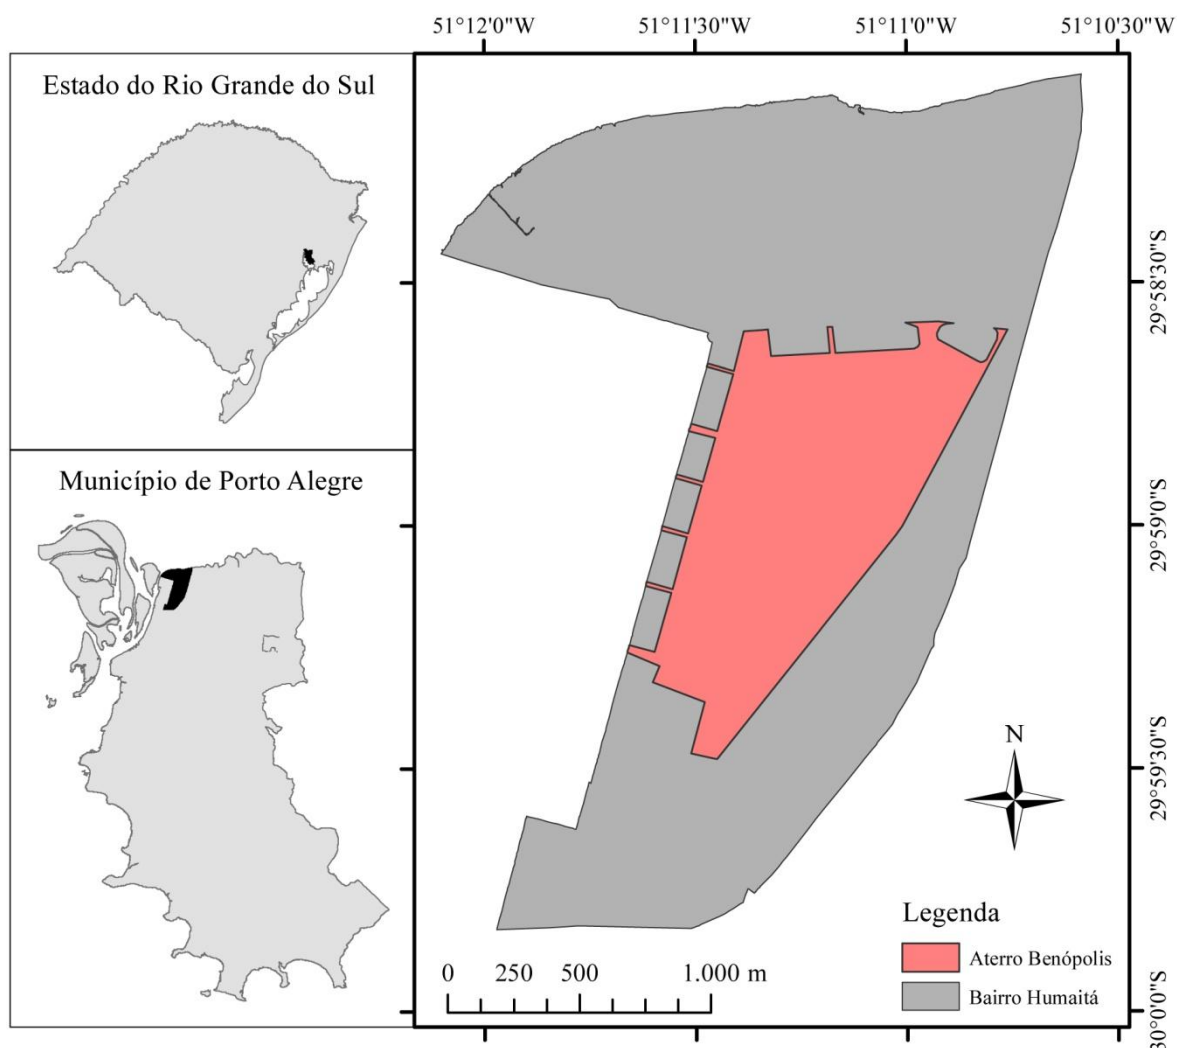 51°12'0"W 51°11'30"W 51°11'0"W 51°10'30"W
Estado do Rio Grande do Sul
29°58'30"S
Município de Porto Alegre
29°59'0"S
29°59'30"S
N
Legenda
Aterro Benópolis
Bairro Humaitá
0 250 500 1.000 m
30°0'0"S